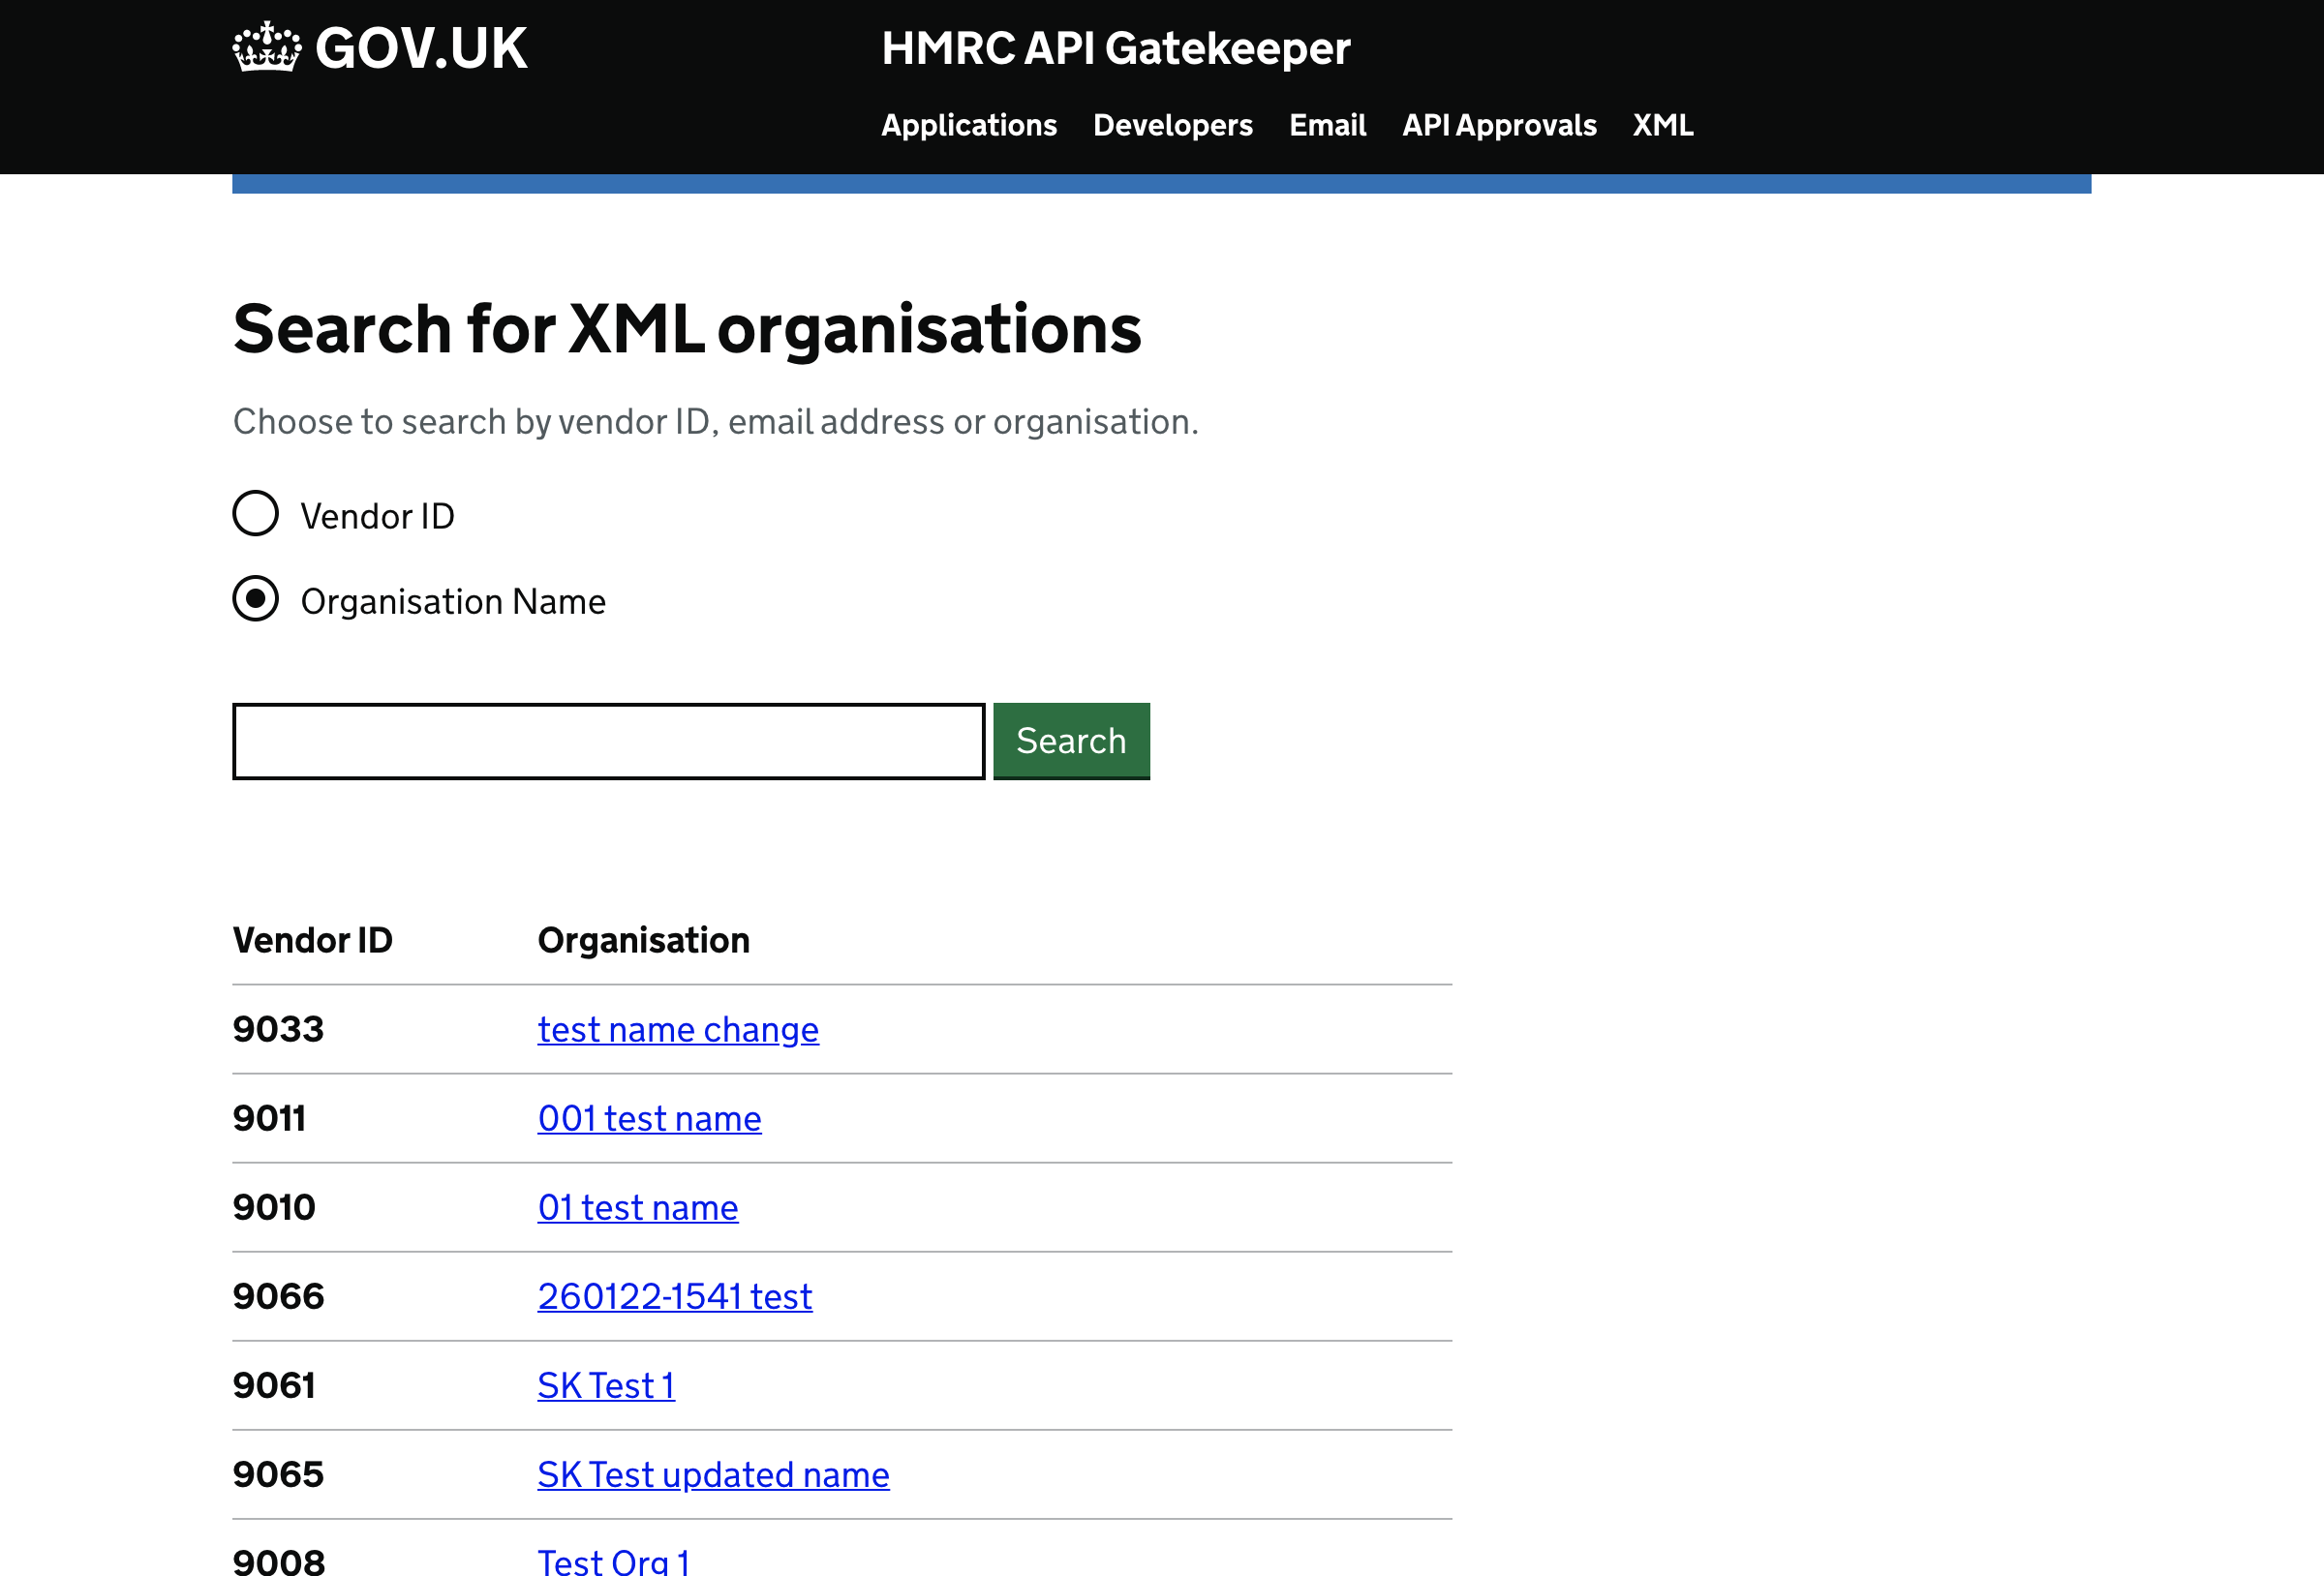 GOV.UK
HMRC API Gatekeeper
Applications Developers Email API Approvals XML
Search for XML organisations
Choose to search by vendor ID, email address or organisation.
Vendor ID
Organisation Name
Search
Vendor ID Organisation
9033 test name change
9011 001 test name
9010 01 test name
9066 260122-1541 test
9061 SK Test 1
9065 SK Test updated name
9008 Test Org 1